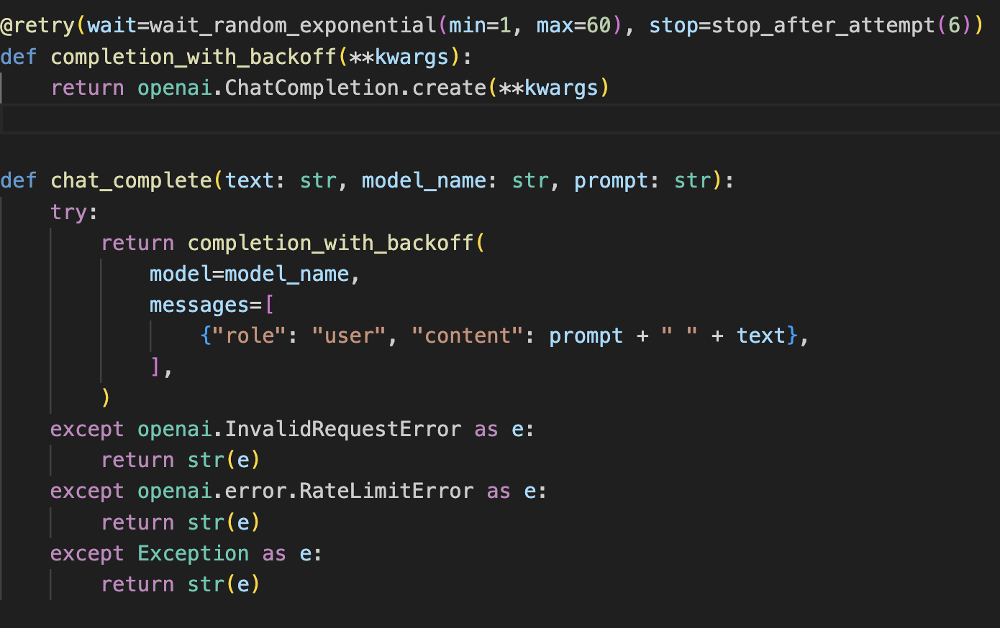 @retry(wait=wait_random_exponential(min=1, max=60), stop=stop_after_attempt(6))
def completion_with_backoff(**kwargs):
    return openai.ChatCompletion.create(**kwargs)

def chat_complete(text: str, model_name: str, prompt: str):
    try:
        return completion_with_backoff(
            model=model_name,
            messages=[
                {"role": "user", "content": prompt + " " + text},
            ],
        )
    except openai.InvalidRequestError as e:
        return str(e)
    except openai.error.RateLimitError as e:
        return str(e)
    except Exception as e:
        return str(e)